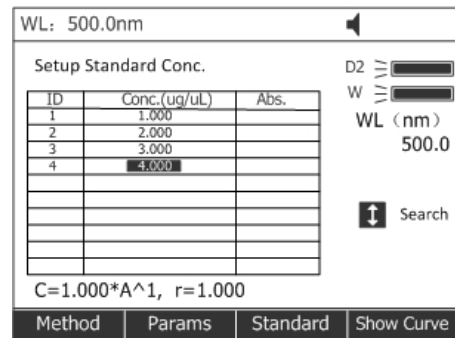 WL: 500.0nm
Setup Standard Conc.
ID Conc.(ug/uL) Abs.
1 1.000
2 2.000
3 3.000
4 4.000
C=1.000*A^1, r=1.000
D2
W
WL（nm）
500.0
Search
Method Params Standard Show Curve